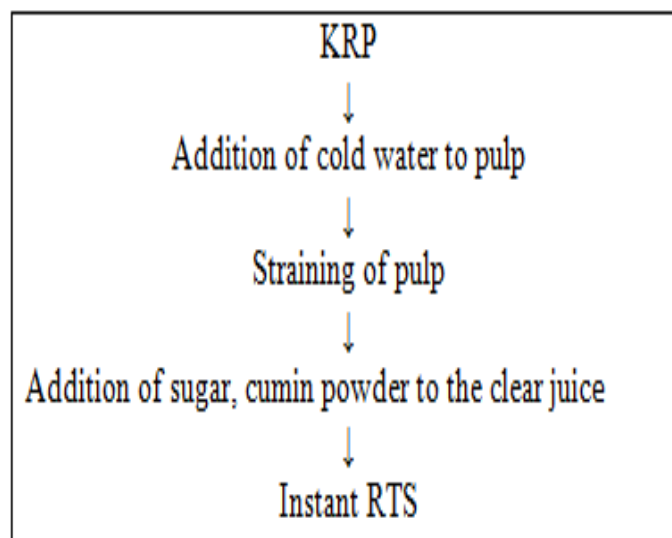 KRP
↓
Addition of cold water to pulp
↓
Straining of pulp
↓
Addition of sugar, cumin powder to the clear juice
↓
Instant RTS